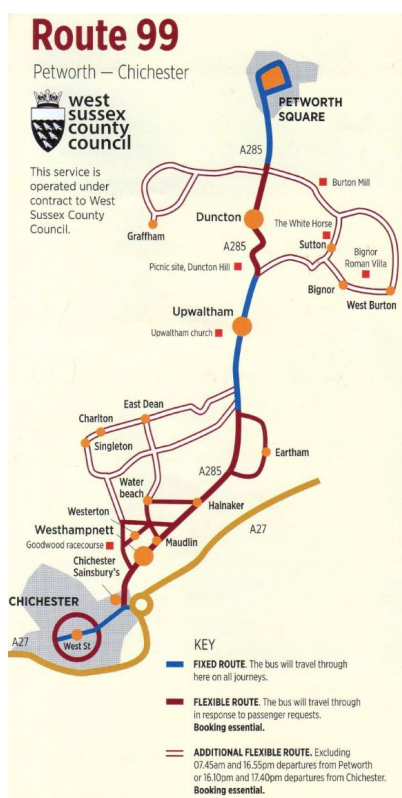 Route 99
Petworth — Chichester
west
sussex
county
council
This service is
operated under
contract to West
Sussex County
Council.
PETWORTH
SQUARE
A285
Burton Mill
Duncton
The White Horse
Graffham
A285
Sutton
Bignor
Roman Villa
Picnic site, Duncton Hill
Bignor
West Burton
Upwaltham
Upwaltham church
East Dean
Charlton
Singleton
Eartham
A285
Water
beach
Halnaker
Westerton
A27
Westhampnett
Maudlin
Goodwood racecourse
Chichester
Sainsbury's
CHICHESTER
A27
West St
KEY
FIXED ROUTE. The bus will travel through
here on all journeys.
FLEXIBLE ROUTE. The bus will travel through
in response to passenger requests.
Booking essential.
ADDITIONAL FLEXIBLE ROUTE. Excluding
07.45am and 16.55pm departures from Petworth
or 16.10pm and 17.40pm departures from Chichester.
Booking essential.